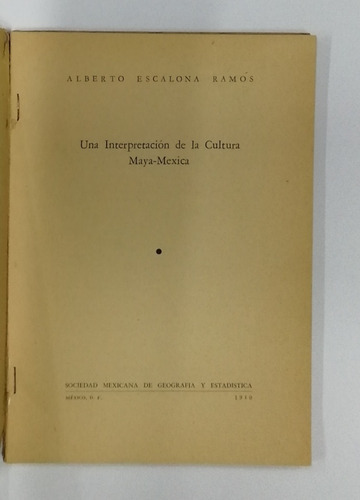 ALBERTO ESCALONA RAMOS
Una Interpretación de la Cultura
Maya-Mexica
SOCIEDAD MEXICANA DE GEOGRAFIA Y ESTADISTICA
MÉXICO, D. F.